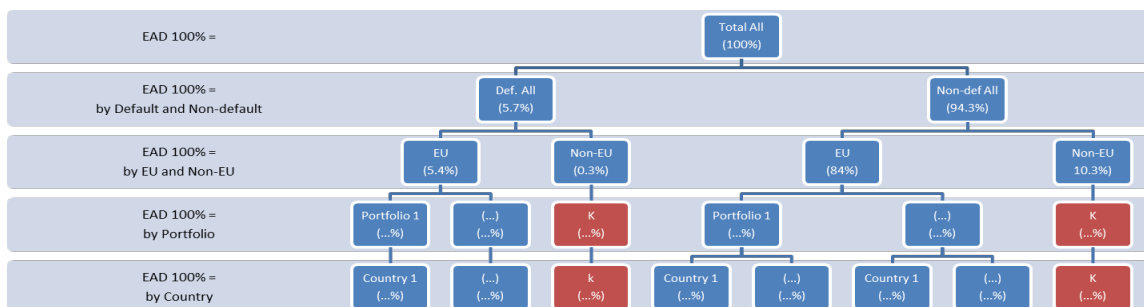 EAD 100% =
Total All
(100%)
EAD 100% =
by Default and Non-default
Def. All
(5.7%)
Non-def All
(94.3%)
EAD 100% =
by EU and Non-EU
EU
(5.4%)
Non-EU
(0.3%)
EU
(84%)
Non-EU
10.3%)
EAD 100% =
by Portfolio
Portfolio 1
(...%)
(...)
(...%)
K
(...%)
Portfolio 1
(...%)
(...)
(...%)
K
(...%)
EAD 100% =
by Country
Country 1
(...%)
(...)
(...%)
k
(...%)
Country 1
(...%)
(...)
(...%)
Country 1
(...%)
(...)
(...%)
K
(...%)